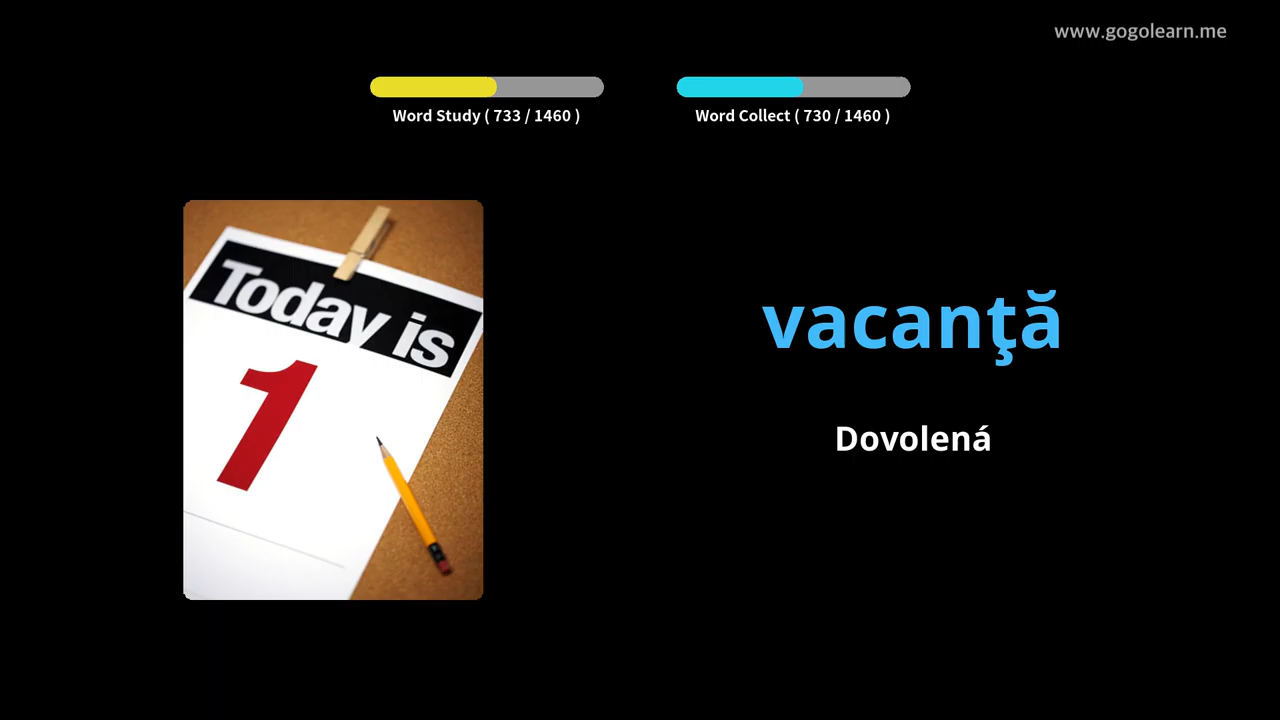 www.gogolearn.me
Word Study ( 733 / 1460 )
Word Collect ( 730 / 1460 )
Today is
1
vacanţă
Dovolená